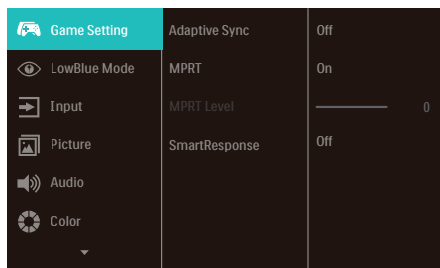 Game Setting Adaptive Sync Off
LowBlue Mode MPRT On
Input MPRT Level 0
Picture SmartResponse Off
Audio
Color